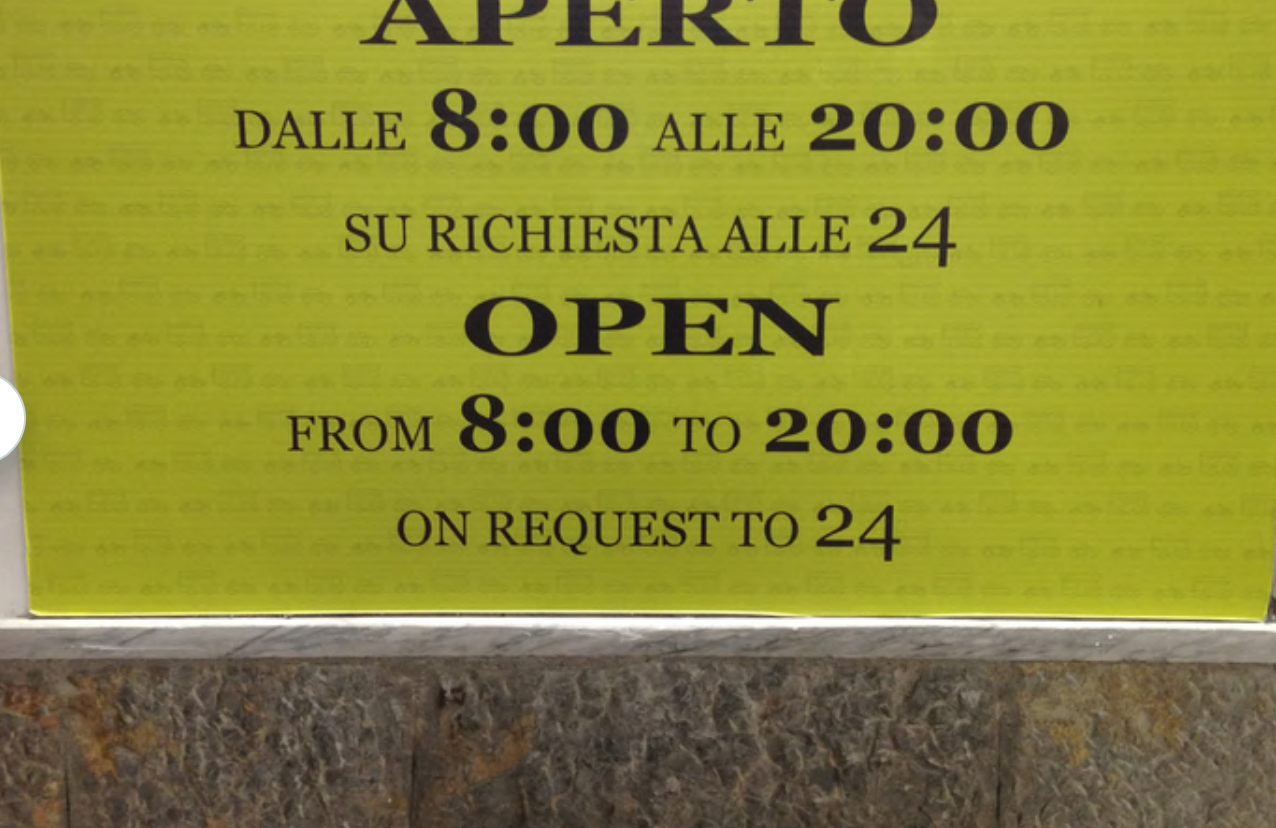 APERTO
DALLE 8:00 ALLE 20:00
SU RICHIESTA ALLE 24
OPEN
FROM 8:00 TO 20:00
ON REQUEST TO 24